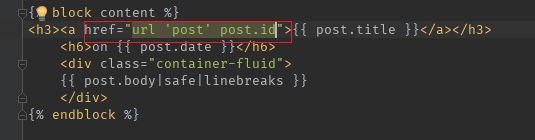 {% block content %}
<h3><a href="url 'post' post.id">{{ post.title }}</a></h3>
<h6>on {{ post.date }}</h6>
<div class="container-fluid">
{{ post.body|safe|linebreaks }}
</div>
{% endblock %}